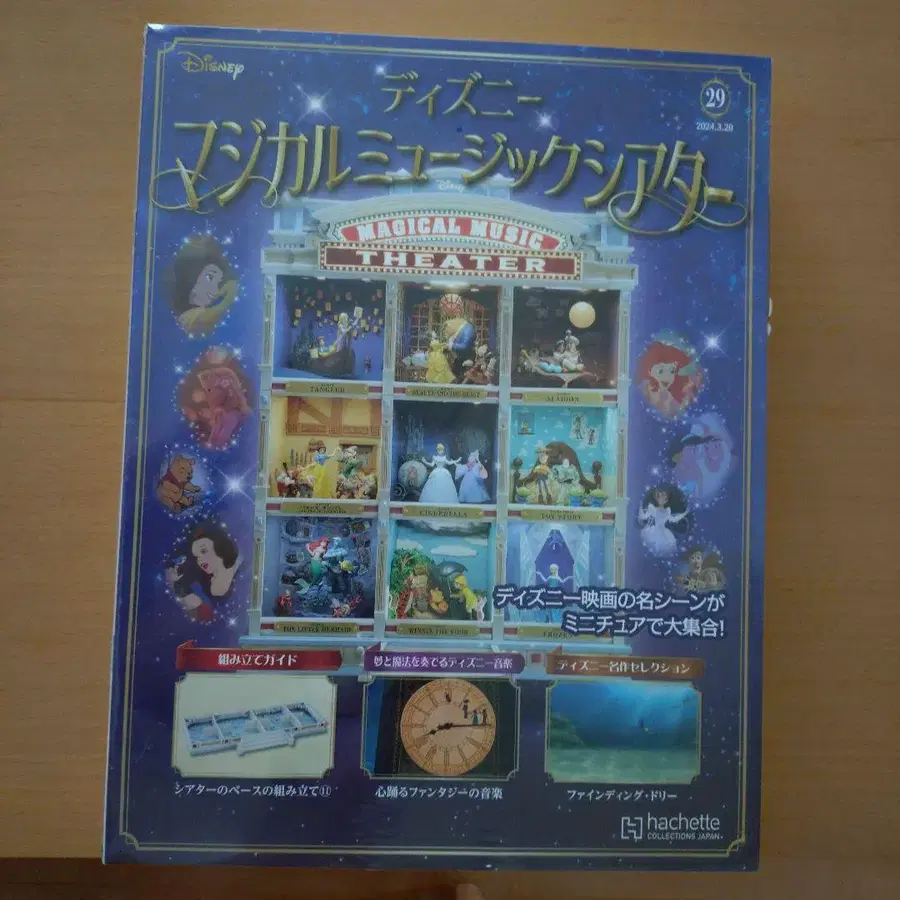 Disney
29
2024.3.20
ディズニー
マジカルミュージックシアター
Disney
MAGICAL MUSIC
THEATER
TANGLED
BEAUTY AND THE BEAST
ALADDIN
CINDERELLA
TOY STORY
THE LITTLE MERMAID
WINNIE THE POOH
FROZEN
ディズニー映画の名シーンが
ミニチュアで大集合!
組み立てガイド
妙と魔法を奏でるディズニー音楽
ディズニー名作セレクション
シアターのベースの組み立て⑪
心踊るファンタジーの音楽
ファインディング・ドリー
hachette
COLLECTIONS JAPAN